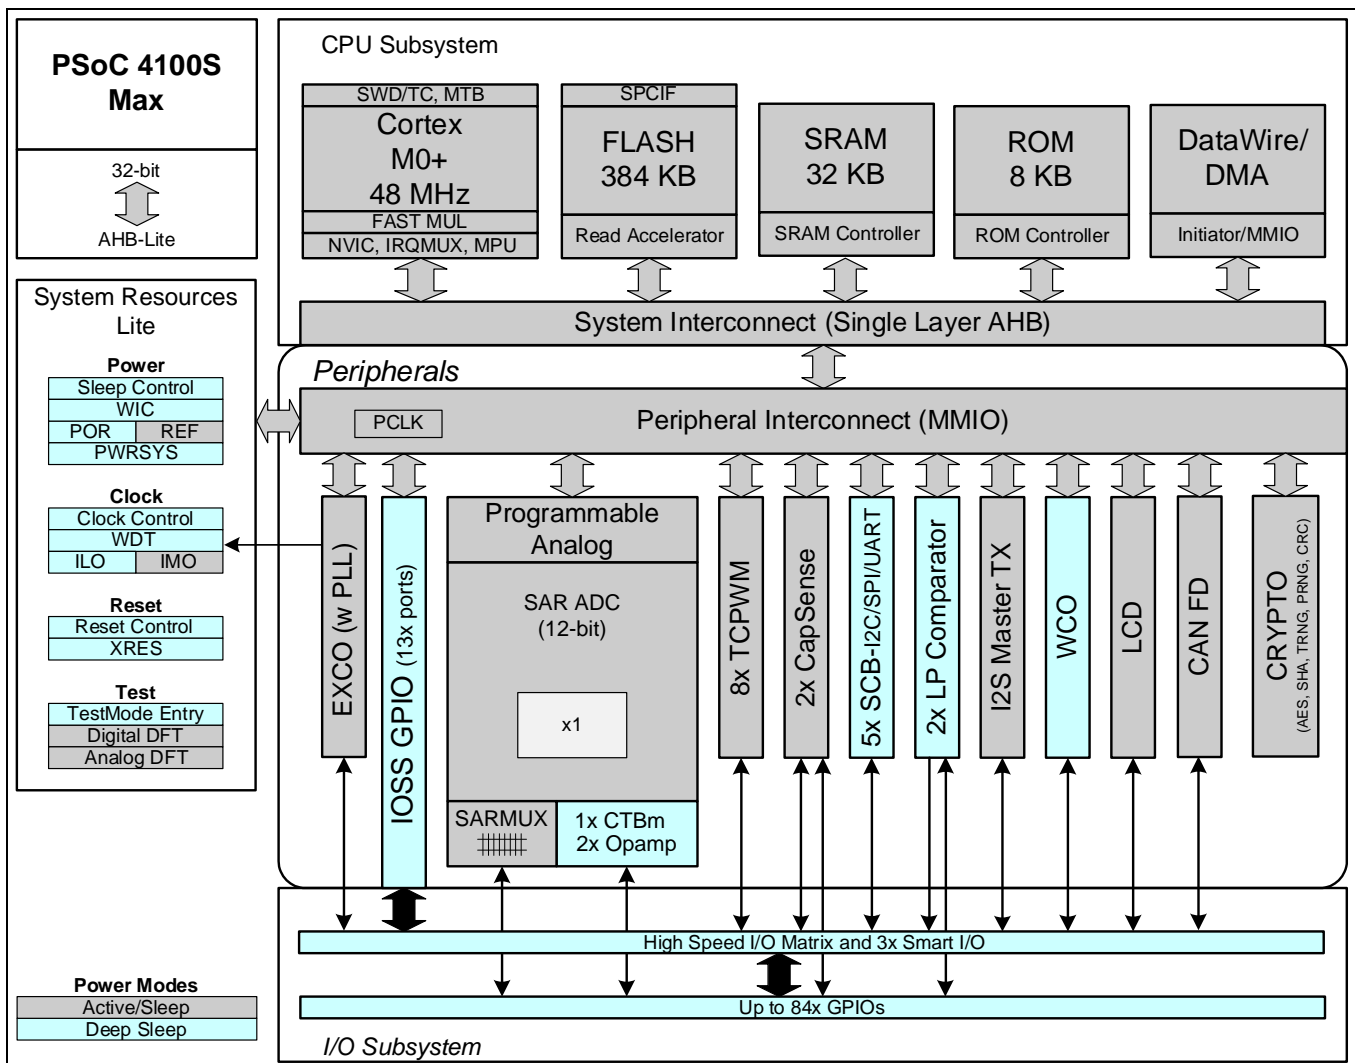 PSoC 4100S
Max
32-bit
AHB-Lite
CPU Subsystem
SWD/TC, MTB
Cortex
M0+
48 MHz
FAST MUL
NVIC, IRQMUX, MPU
SPCIF
FLASH
384 KB
Read Accelerator
SRAM
32 KB
SRAM Controller
ROM
8 KB
ROM Controller
DataWire/
DMA
Initiator/MMIO
System Interconnect (Single Layer AHB)
System Resources
Lite
Power
Sleep Control
WIC
POR
REF
PWRSYS
Clock
Clock Control
WDT
ILO
IMO
Reset
Reset Control
XRES
Test
TestMode Entry
Digital DFT
Analog DFT
Peripherals
PCLK
Peripheral Interconnect (MMIO)
EXCO (w PLL)
IOSS GPIO (13x ports)
Programmable
Analog
SAR ADC
(12-bit)
x1
SARMUX
1x CTBm
2x Opamp
8x TCPWM
2x CapSense
5x SCB-I2C/SPI/UART
2x LP Comparator
I2S Master TX
WCO
LCD
CAN FD
CRYPTO
(AES, SHA, TRNG, PRNG, CRC)
High Speed I/O Matrix and 3x Smart I/O
Up to 84x GPIOs
I/O Subsystem
Power Modes
Active/Sleep
Deep Sleep